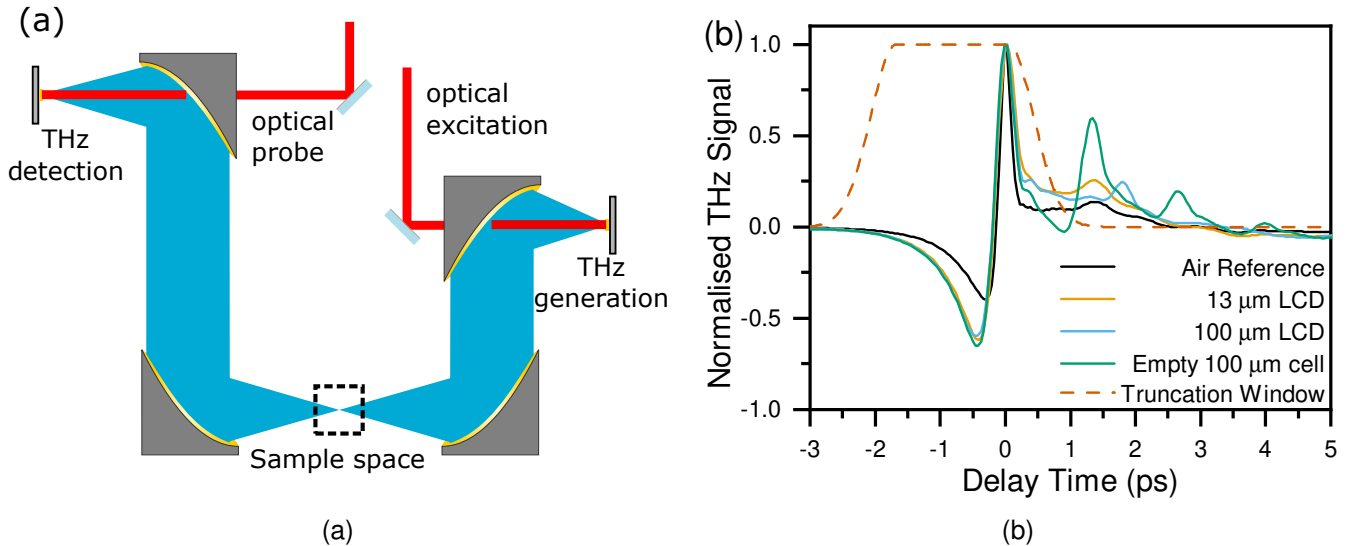 (a)
THz
detection
optical
probe
optical
excitation
THz
generation
Sample space
(a)
(b)
Normalised THz Signal
1.0
0.5
0.0
-0.5
-1.0
Air Reference
13 μm LCD
100 μm LCD
Empty 100 μm cell
Truncation Window
-3 -2 -1 0 1 2 3 4 5
Delay Time (ps)
(b)